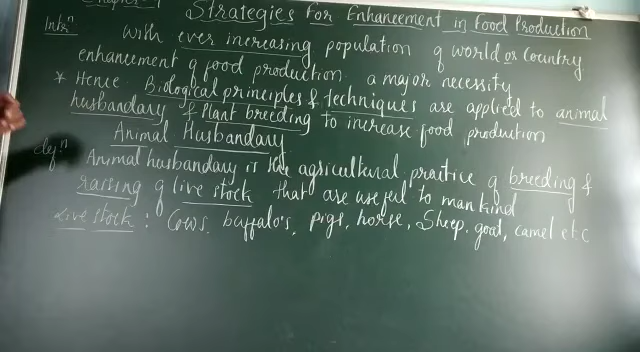 Chapter - 1
Strategies For Enhancement in Food Production
Intrⁿ
With ever increasing population of world or Country
enhancement of food production a major necessity
* Hence Biological principles & techniques are applied to animal
husbandary & Plant breeding to increase food production
Animal Husbandary
defⁿ
Animal husbandary is the agricultural practice of breeding &
raising of live stock that are useful to mankind
Live stock : Cows, buffalo's, pigs, horse, Sheep, goat, camel etc